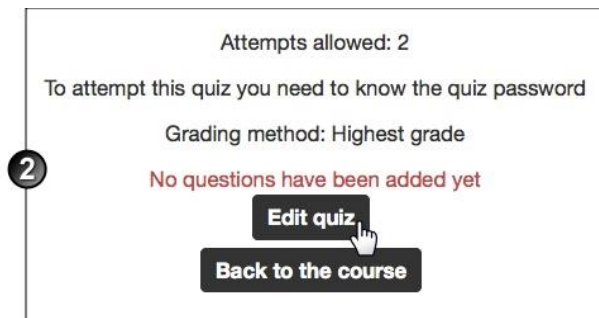 Attempts allowed: 2
To attempt this quiz you need to know the quiz password
Grading method: Highest grade
2
No questions have been added yet
Edit quiz
Back to the course